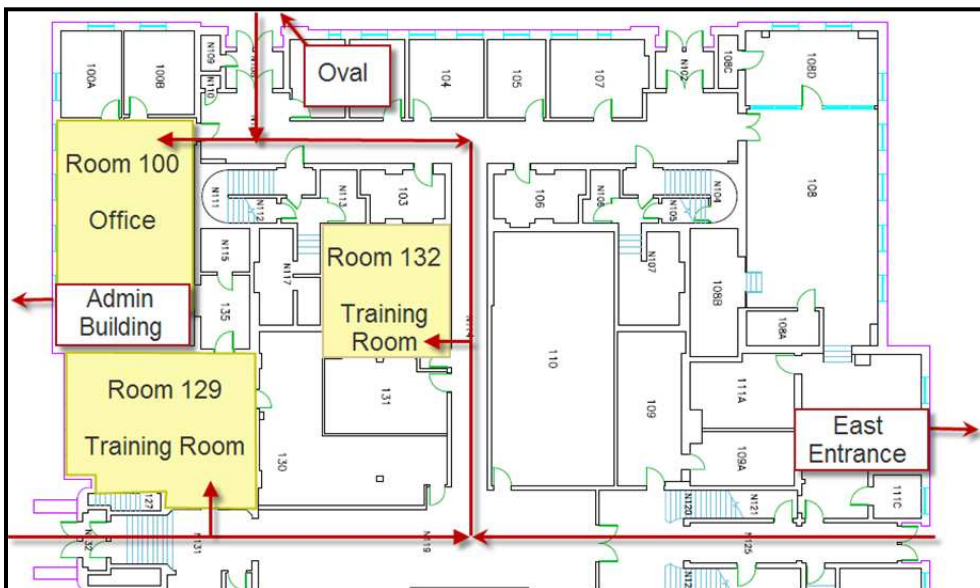 N109
N110
100A
100B
Oval
104
105
107
N102
108C
108D
Room 100
Office
N111
N112
N113
103
106
N106
N105
N104
108
Room 132
Training
Room
N115
N117
N107
108B
Admin
Building
135
108A
110
Room 129
Training Room
131
109
111A
East
Entrance
130
109A
127
N120
N121
111C
N131
N119
N125